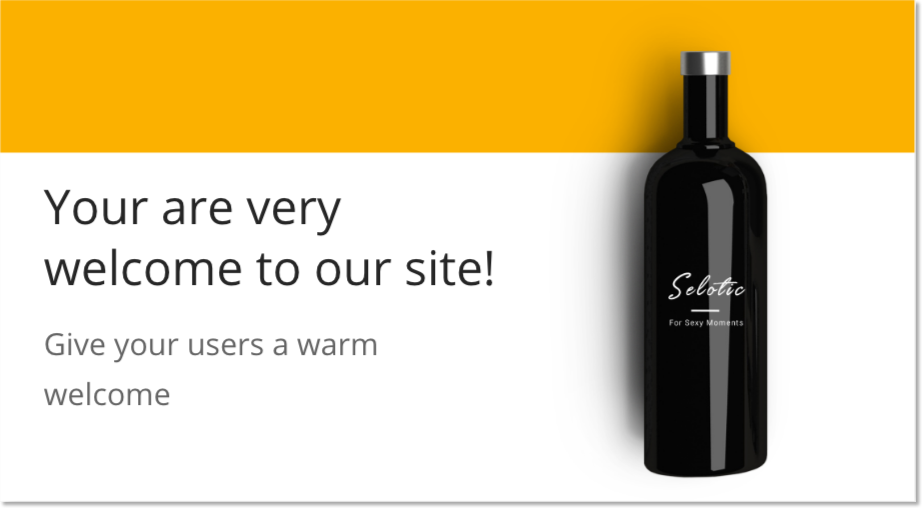 Your are very
welcome to our site!
Give your users a warm
welcome
Selotic
For Sexy Moments